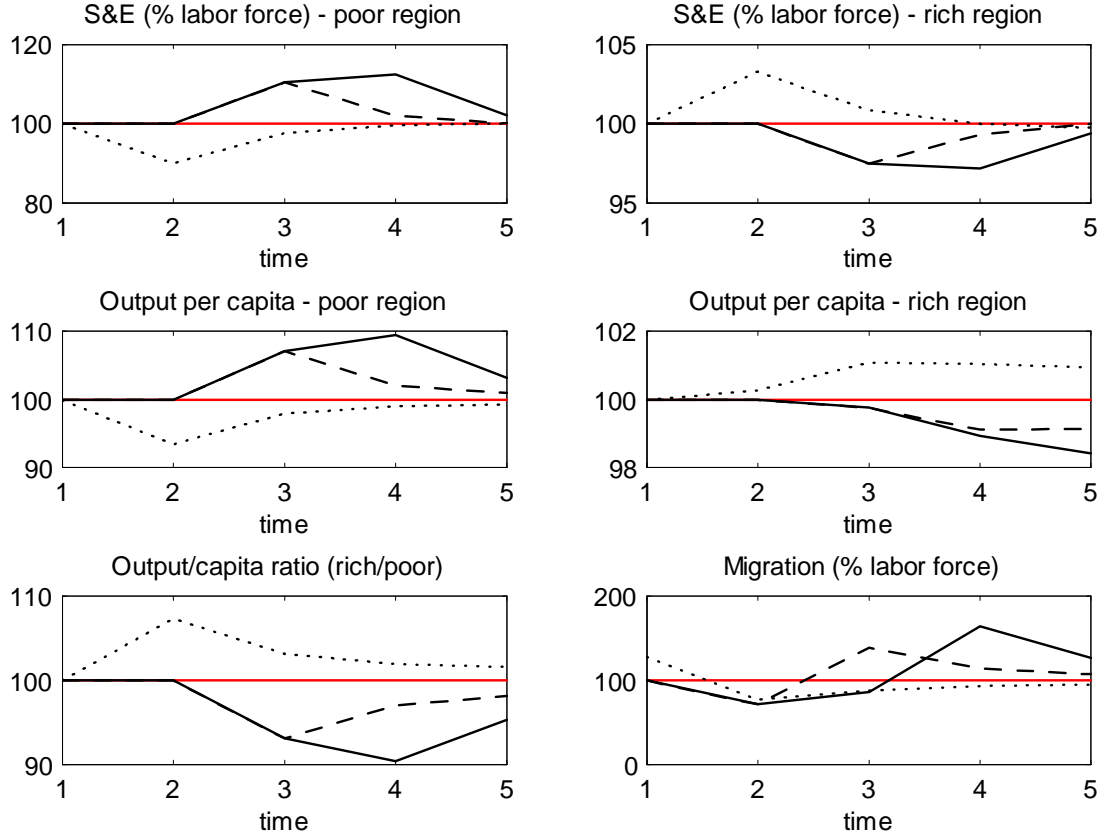 S&E (% labor force) - poor region
120
100
80
1 2 3 4 5
time
S&E (% labor force) - rich region
105
100
95
1 2 3 4 5
time
Output per capita - poor region
110
100
90
1 2 3 4 5
time
Output per capita - rich region
102
100
98
1 2 3 4 5
time
Output/capita ratio (rich/poor)
110
100
90
1 2 3 4 5
time
Migration (% labor force)
200
100
0
1 2 3 4 5
time